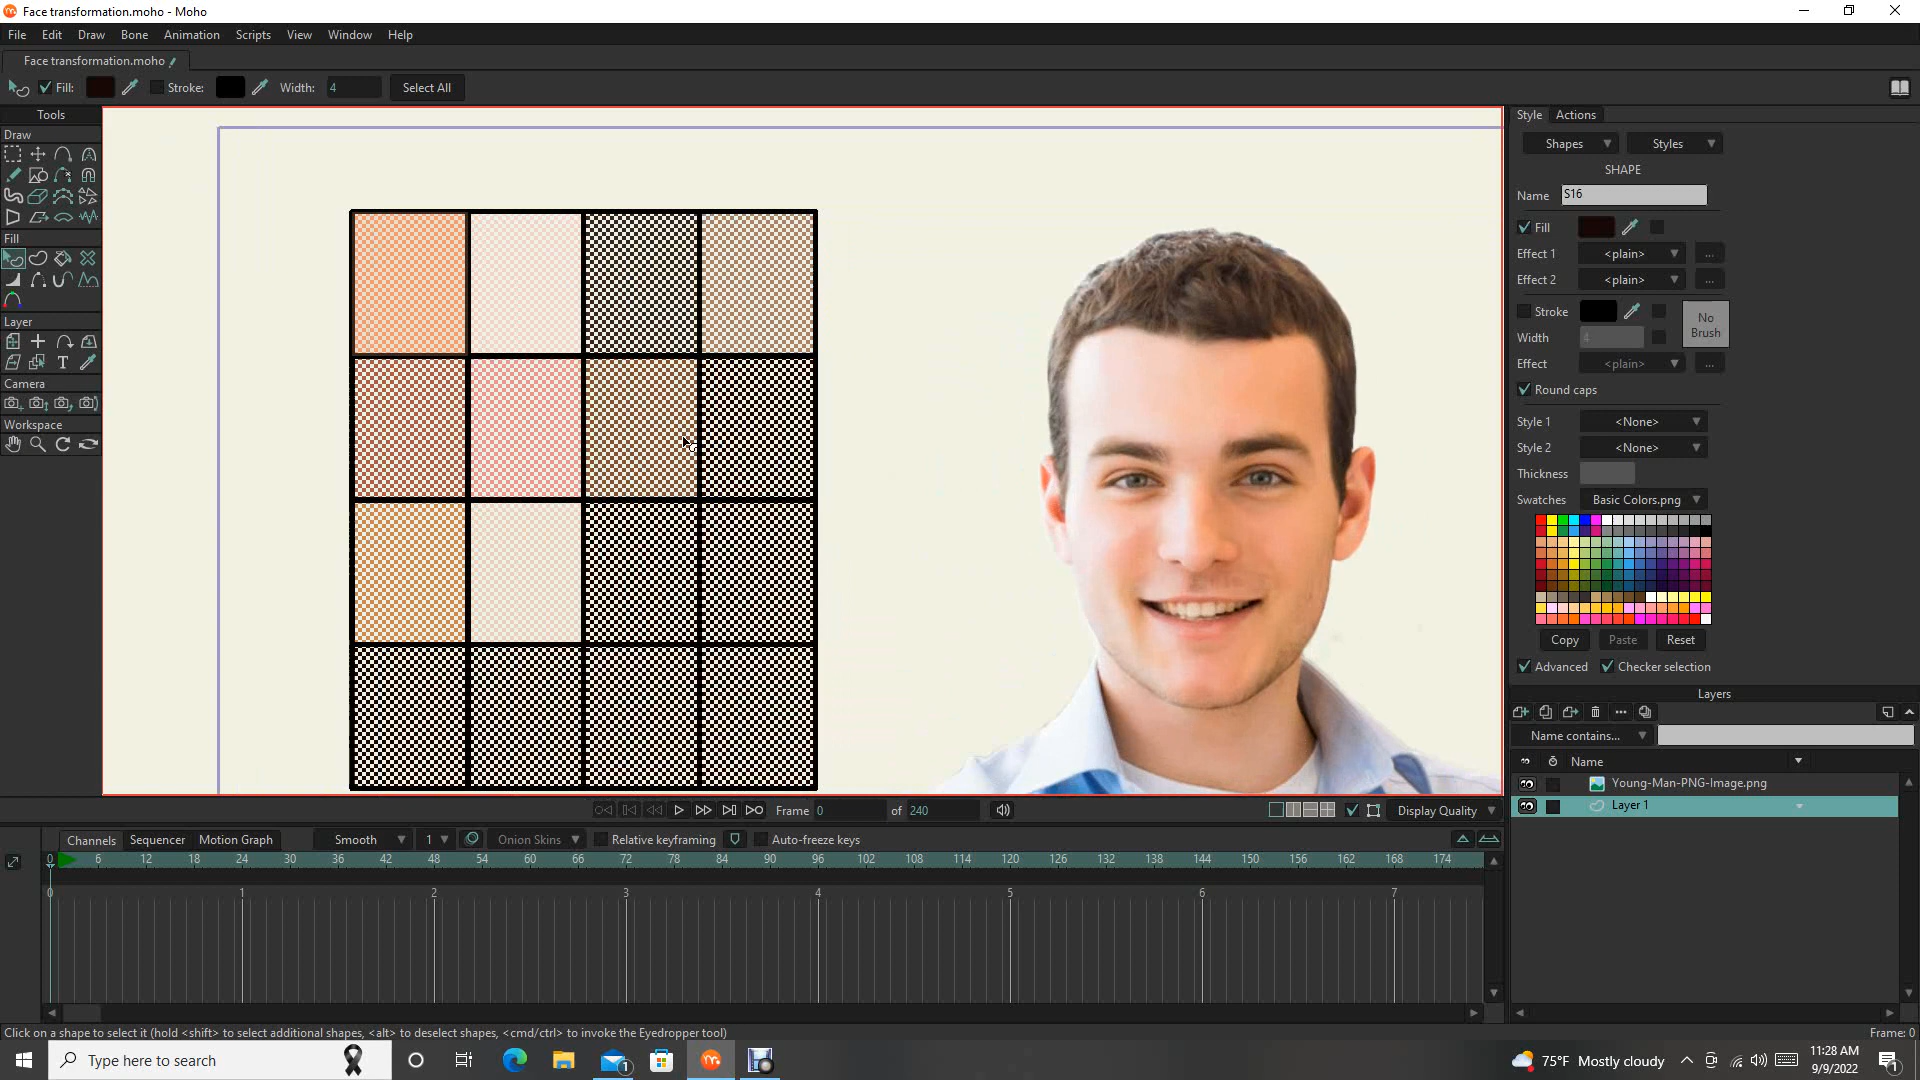 Face transformation.moho - Moho
File Edit Draw Bone Animation Scripts View Window Help
Face transformation.moho
Fill: Stroke: Width: 4 Select All
Tools
Draw
Fill
Layer
Camera
Workspace
Style Actions
Shapes Styles
SHAPE
Name S16
Fill
Effect 1 <plain> ...
Effect 2 <plain> ...
Stroke
No
Brush
Width 4
Effect <plain> ...
Round caps
Style 1 <None>
Style 2 <None>
Thickness
Swatches Basic Colors.png
Copy Paste Reset
Advanced Checker selection
Layers
Name contains...
Name
Young-Man-PNG-Image.png
Layer 1
Frame 0 of 240 Display Quality
Channels Sequencer Motion Graph Smooth 1 Onion Skins Relative keyframing Auto-freeze keys
0 6 12 18 24 30 36 42 48 54 60 66 72 78 84 90 96 102 108 114 120 126 132 138 144 150 156 162 168 174
0 1 2 3 4 5 6 7
Click on a shape to select it (hold <shift> to select additional shapes, <alt> to deselect shapes, <cmd/ctrl> to invoke the Eyedropper tool) Frame: 0
Type here to search
1
75°F Mostly cloudy
11:28 AM
9/9/2022
1